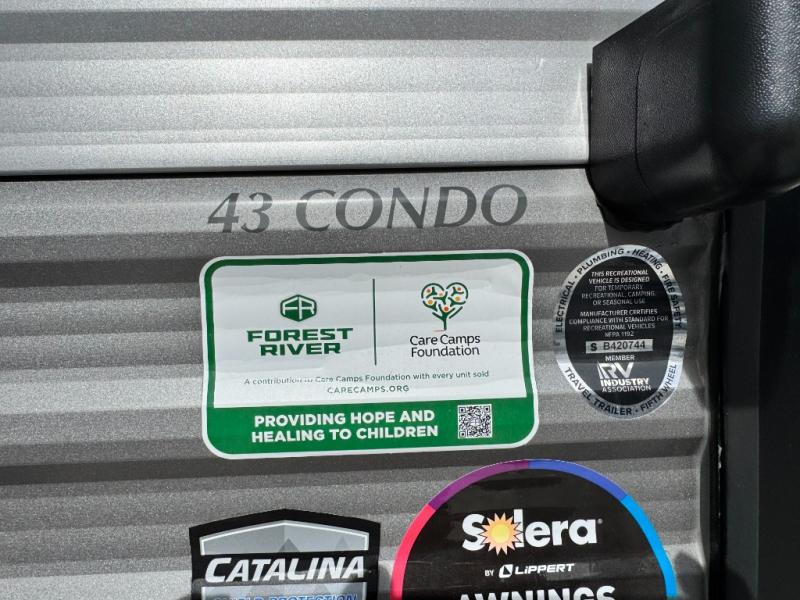 43 CONDO
FR
FOREST
RIVER
Care Camps
Foundation
A contribution to Care Camps Foundation with every unit sold
CARECAMPS.ORG
PROVIDING HOPE AND
HEALING TO CHILDREN
ELECTRICAL • PLUMBING • HEATING • FIRE SAFETY
THIS RECREATIONAL
VEHICLE IS DESIGNED
FOR TEMPORARY
RECREATIONAL, CAMPING,
OR SEASONAL USE
MANUFACTURER CERTIFIES
COMPLIANCE WITH STANDARD FOR
RECREATIONAL VEHICLES
NFPA 1192
S B420744
MEMBER
RV
INDUSTRY
ASSOCIATION
TRAVEL TRAILER • FIFTH WHEEL
CATALINA
Solera®
BY LIPPERT
AWNINGS